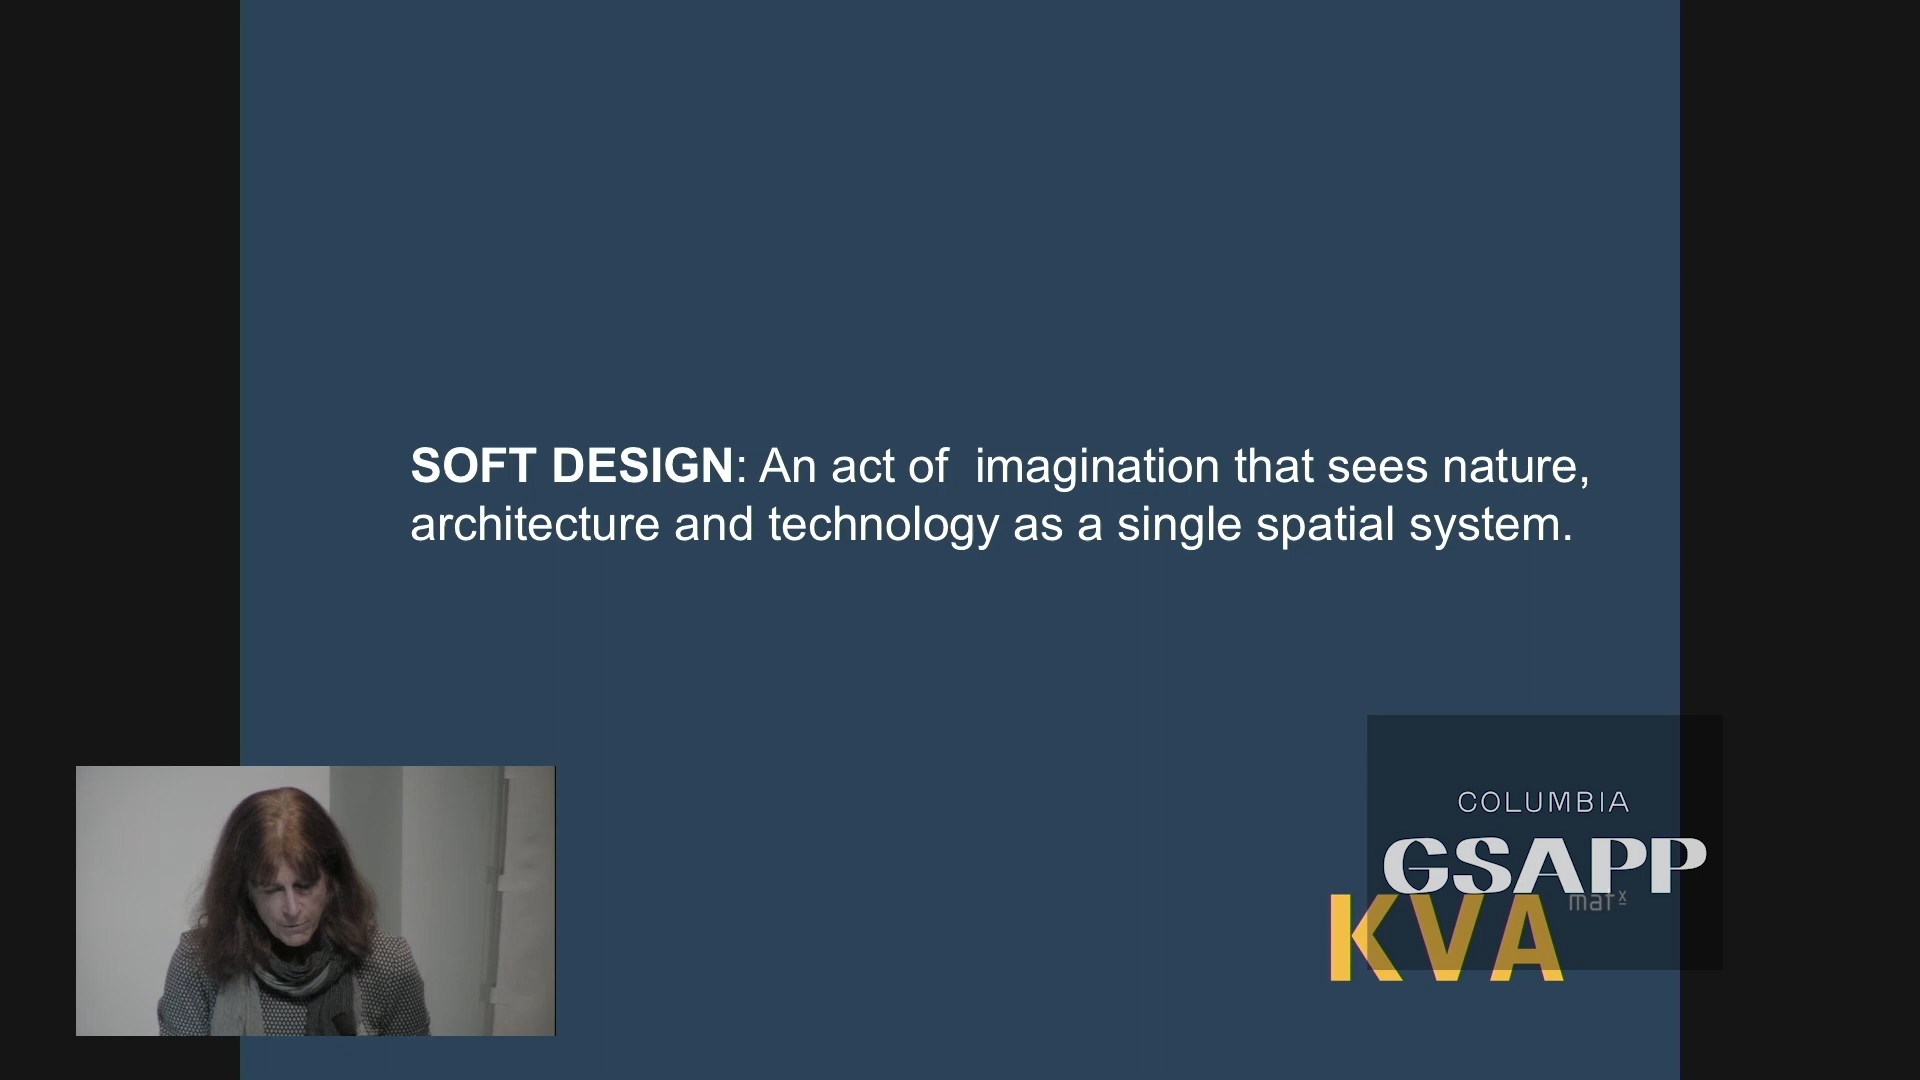 SOFT DESIGN: An act of  imagination that sees nature,
architecture and technology as a single spatial system.
COLUMBIA
GSAPP
matx
KVA